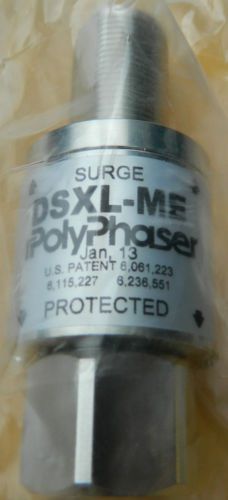 SURGE
DSXL-ME
PolyPhaser
Jan, 13
U.S. PATENT 6,061,223
6,115,227 6,236,551
PROTECTED